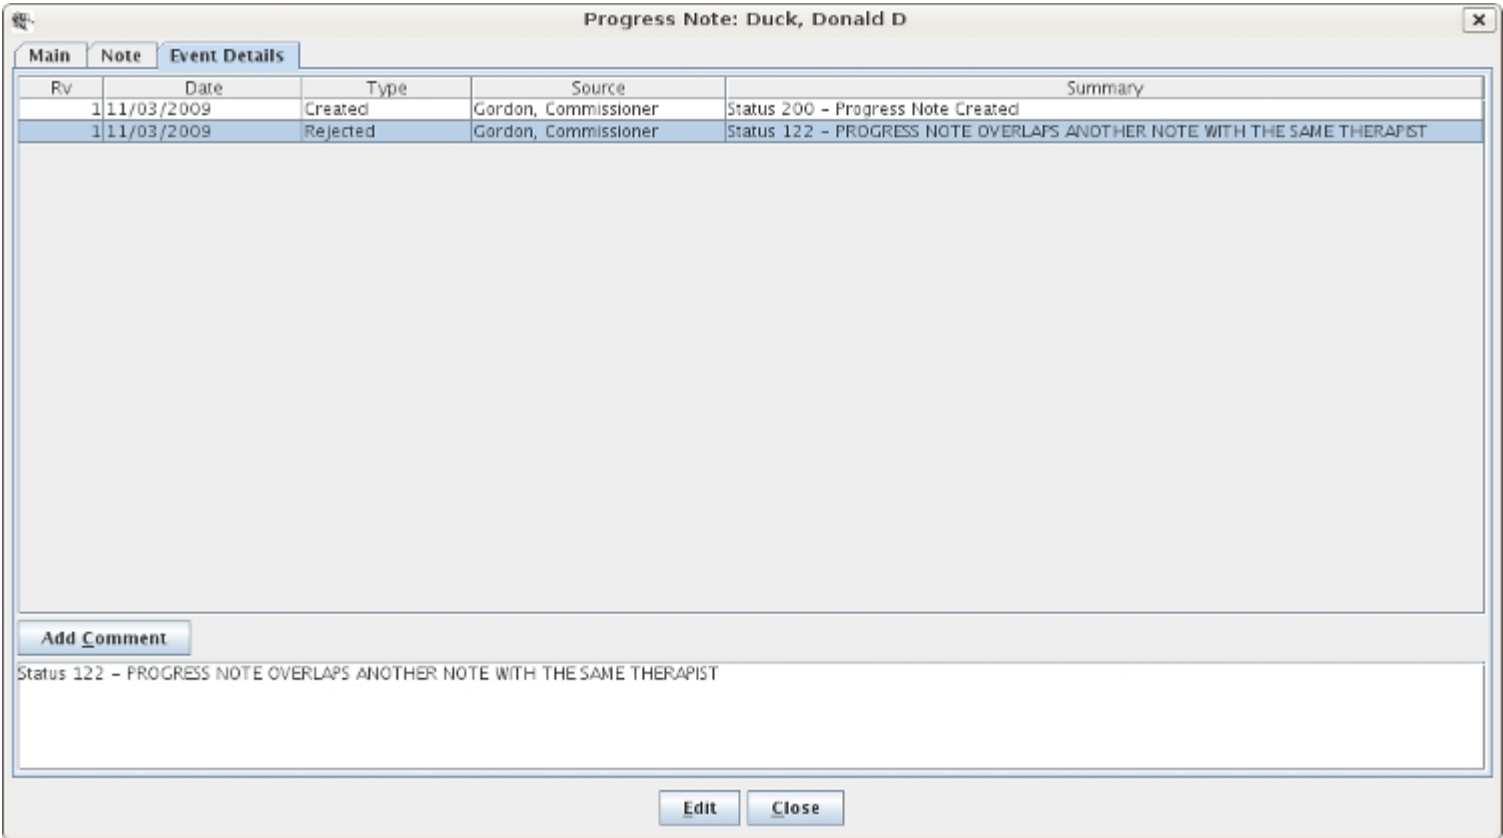 Progress Note: Duck, Donald D
Main Note Event Details
Rv Date Type Source Summary
1 11/03/2009 Created Gordon, Commissioner Status 200 – Progress Note Created
1 11/03/2009 Rejected Gordon, Commissioner Status 122 – PROGRESS NOTE OVERLAPS ANOTHER NOTE WITH THE SAME THERAPIST
Add Comment
Status 122 – PROGRESS NOTE OVERLAPS ANOTHER NOTE WITH THE SAME THERAPIST
Edit Close